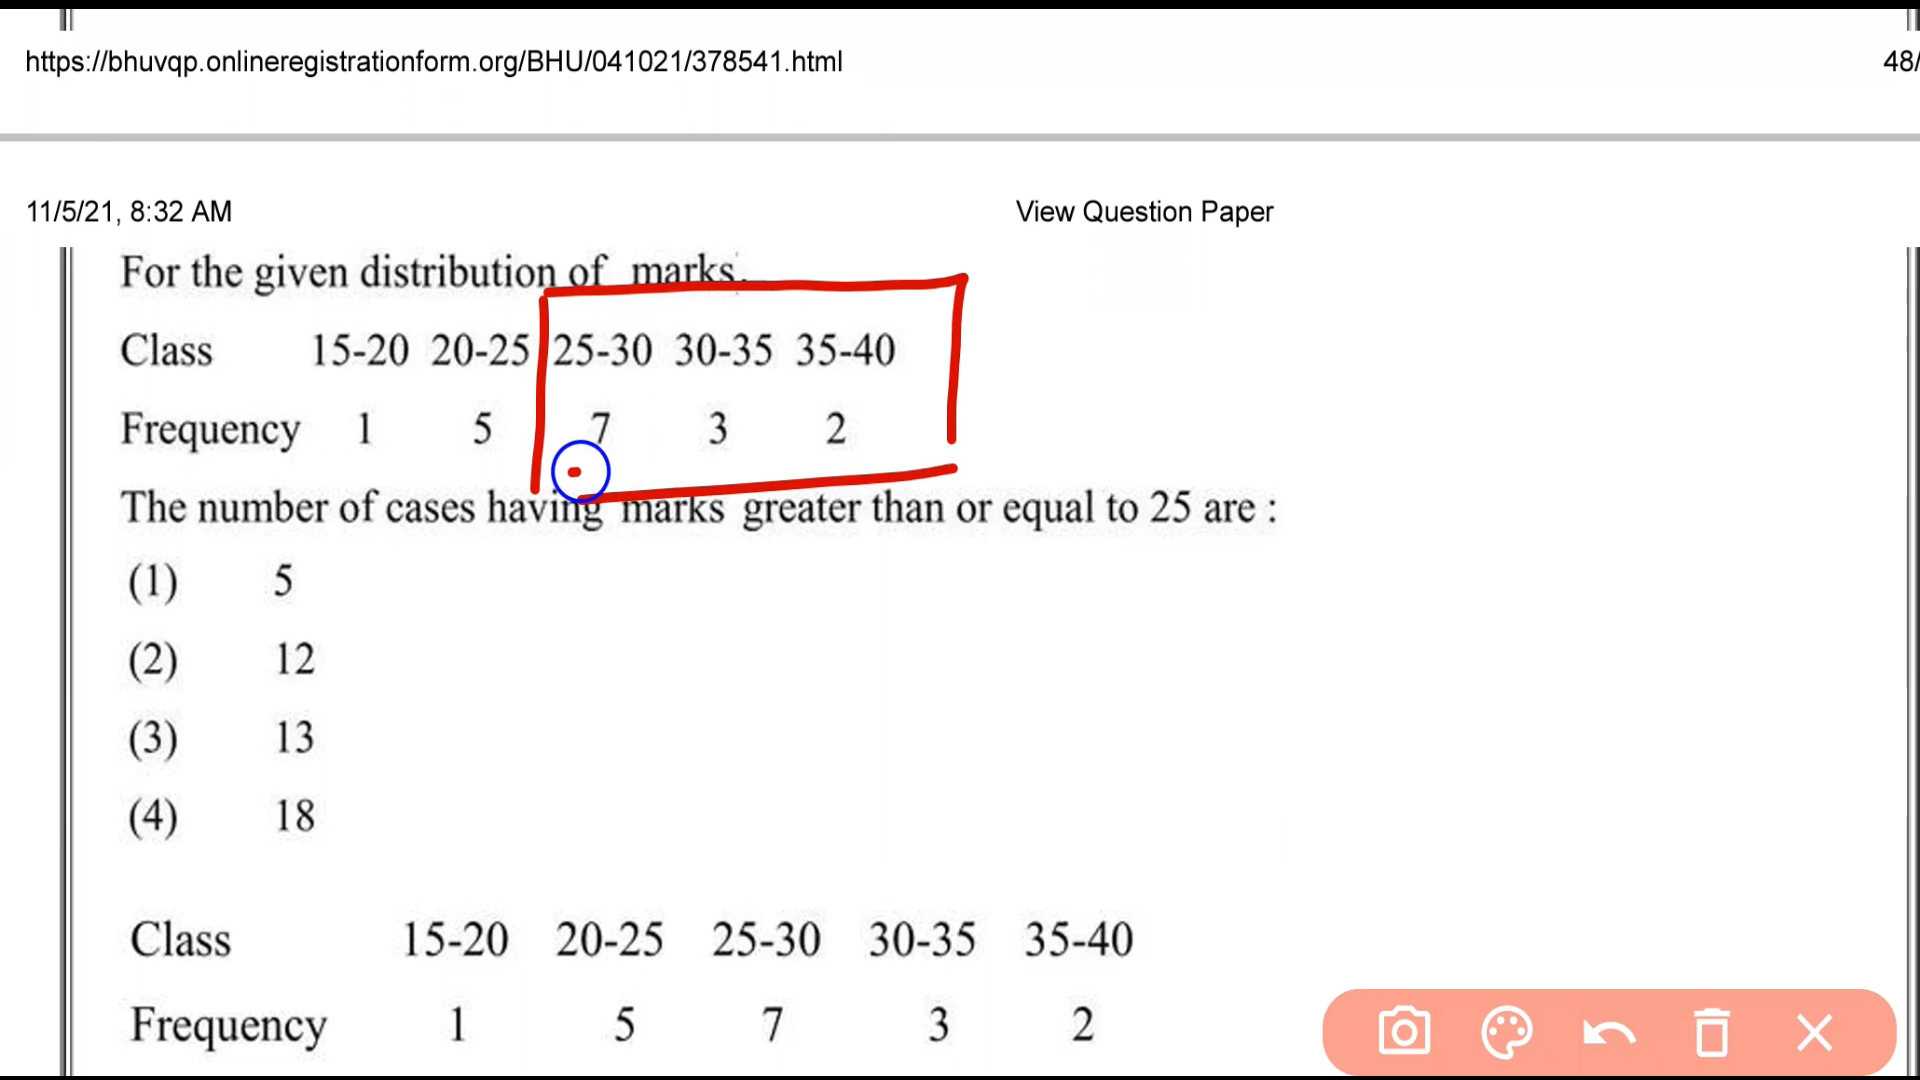 https://bhuvqp.onlineregistrationform.org/BHU/041021/378541.html 48/
11/5/21, 8:32 AM View Question Paper
For the given distribution of marks.
Class 15-20 20-25 25-30 30-35 35-40
Frequency 1 5 7 3 2
The number of cases having marks greater than or equal to 25 are :
(1) 5
(2) 12
(3) 13
(4) 18
Class 15-20 20-25 25-30 30-35 35-40
Frequency 1 5 7 3 2